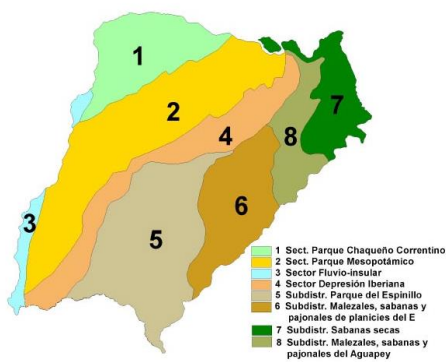 1
2
7
8
4
3
6
5
1 Sect. Parque Chaqueño Correntino
2 Sect. Parque Mesopotámico
3 Sector Fluvio-insular
4 Sector Depresión Iberiana
5 Subdistr. Parque del Espinillo
6 Subdistr. Malezales, sabanas y
pajonales de planicies del E
7 Subdistr. Sabanas secas
8 Subdistr. Malezales, sabanas y
pajonales del Aguapey